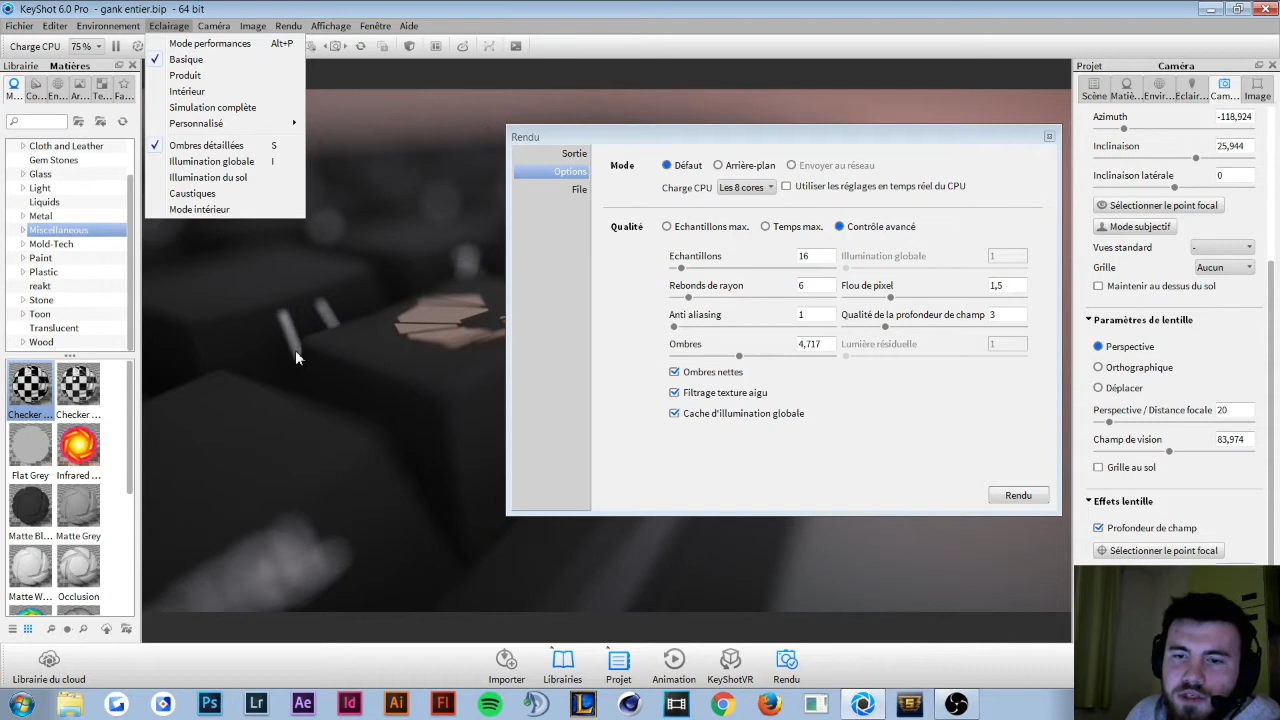 KeyShot 6.0 Pro - gank entier.bip - 64 bit
Fichier Editer Environnement Eclairage Caméra Image Rendu Affichage Fenêtre Aide
Charge CPU 75 %
Mode performances Alt+P
Basique
Produit
Intérieur
Simulation complète
Personnalisé
Ombres détaillées S
Illumination globale I
Illumination du sol
Caustiques
Mode intérieur
Librairie Matières
M... Co... En... Ar... Te... Fa...
Cloth and Leather
Gem Stones
Glass
Light
Liquids
Metal
Miscellaneous
Mold-Tech
Paint
Plastic
reakt
Stone
Toon
Translucent
Wood
Checker ... Checker ...
Flat Grey Infrared ...
Matte Bl... Matte Grey
Matte W... Occlusion
Rendu
Sortie
Options
File
Mode Défaut Arrière-plan Envoyer au réseau
Charge CPU Les 8 cores Utiliser les réglages en temps réel du CPU
Qualité Echantillons max. Temps max. Contrôle avancé
Echantillons 16 Illumination globale 1
Rebonds de rayon 6 Flou de pixel 1,5
Anti aliasing 1 Qualité de la profondeur de champ 3
Ombres 4,717 Lumière résiduelle 1
Ombres nettes
Filtrage texture aigu
Cache d'illumination globale
Rendu
Projet Caméra
Scène Matiè... Envir... Eclair... Cam... Image
Azimuth -118,924
Inclinaison 25,944
Inclinaison latérale 0
Sélectionner le point focal
Mode subjectif
Vues standard -
Grille Aucun
Maintenir au dessus du sol
Paramètres de lentille
Perspective
Orthographique
Déplacer
Perspective / Distance focale 20
Champ de vision 83,974
Grille au sol
Effets lentille
Profondeur de champ
Sélectionner le point focal
Librairie du cloud Importer Librairies Projet Animation KeyShotVR Rendu
Ps Lr Ae Id Ai Fl